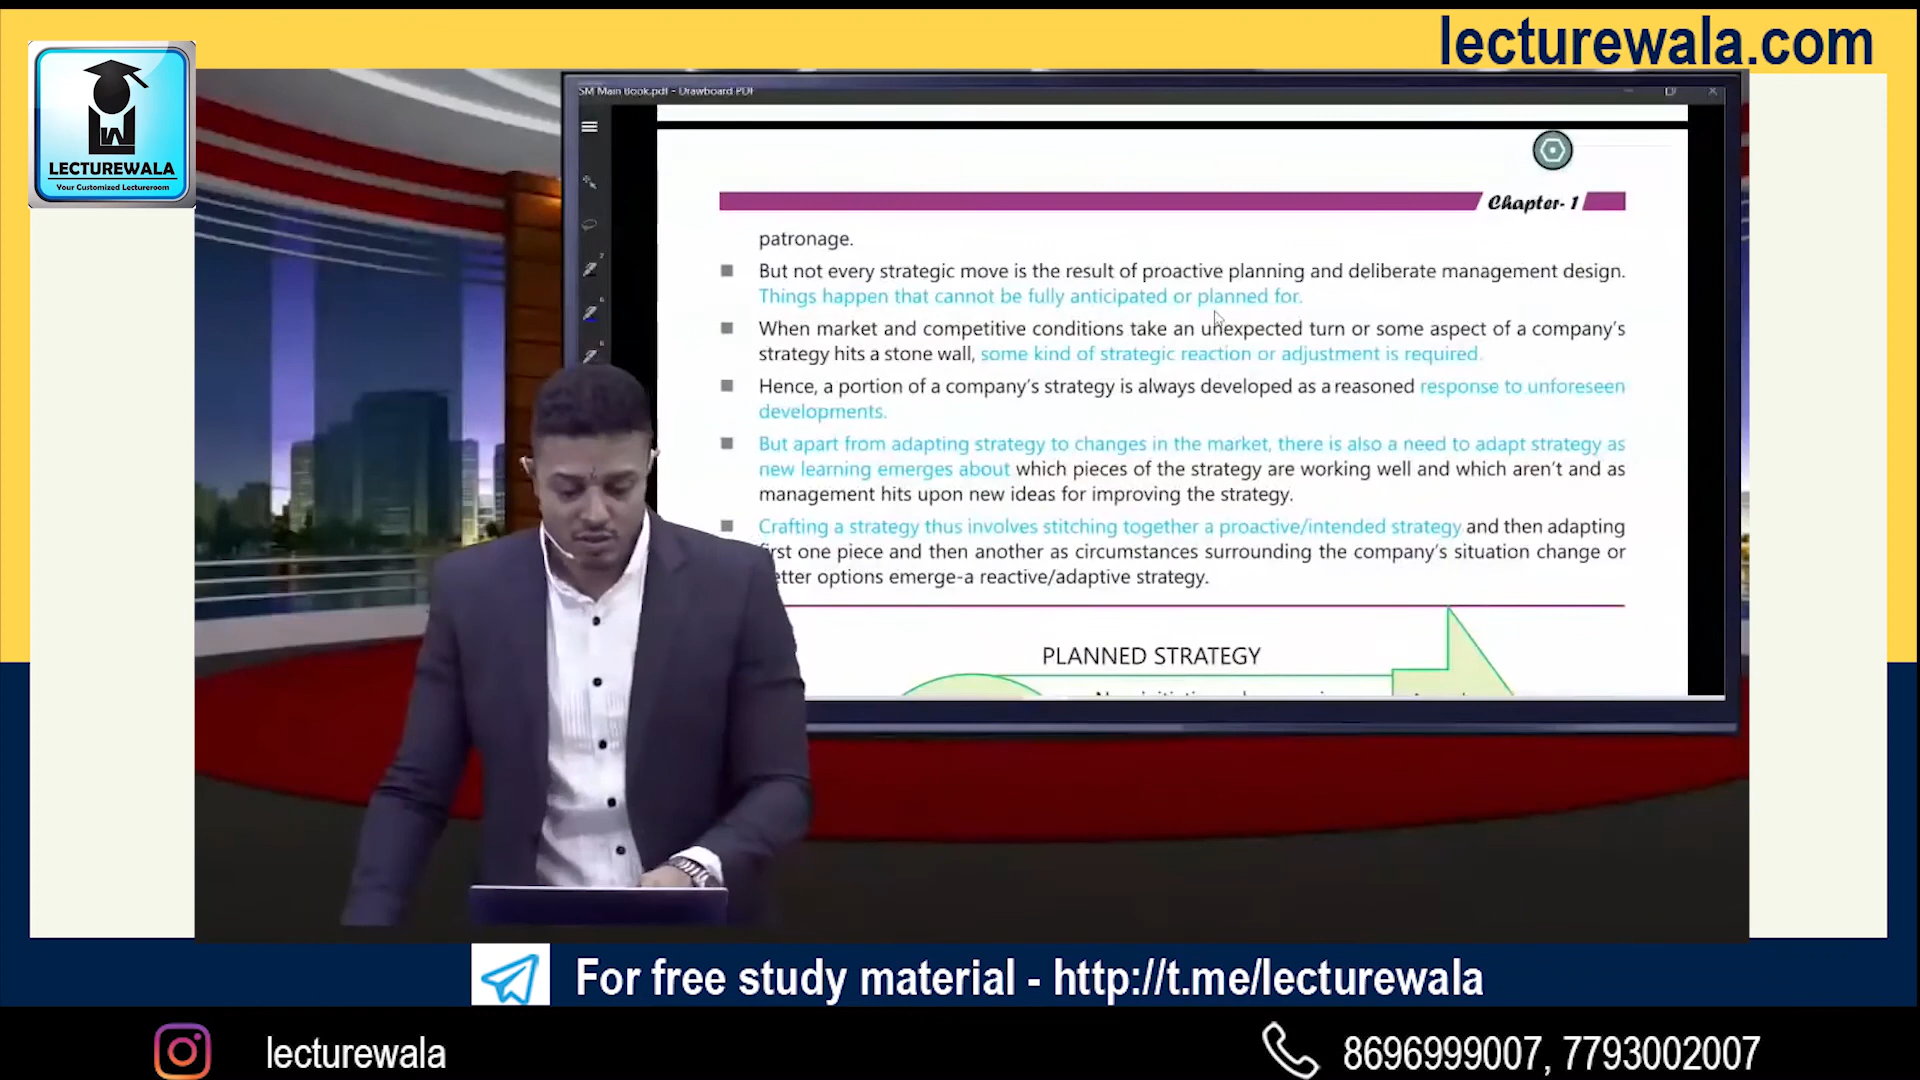 lecturewala.com
LW
LECTUREWALA
Your Customized Lectureroom
SM Main Book.pdf - Drawboard PDF
Chapter- 1
patronage.
But not every strategic move is the result of proactive planning and deliberate management design.
Things happen that cannot be fully anticipated or planned for.
When market and competitive conditions take an unexpected turn or some aspect of a company's
strategy hits a stone wall, some kind of strategic reaction or adjustment is required.
Hence, a portion of a company's strategy is always developed as a reasoned response to unforeseen
developments.
But apart from adapting strategy to changes in the market, there is also a need to adapt strategy as
new learning emerges about which pieces of the strategy are working well and which aren't and as
management hits upon new ideas for improving the strategy.
Crafting a strategy thus involves stitching together a proactive/intended strategy and then adapting
first one piece and then another as circumstances surrounding the company's situation change or
etter options emerge-a reactive/adaptive strategy.
PLANNED STRATEGY
For free study material - http://t.me/lecturewala
lecturewala
8696999007, 7793002007